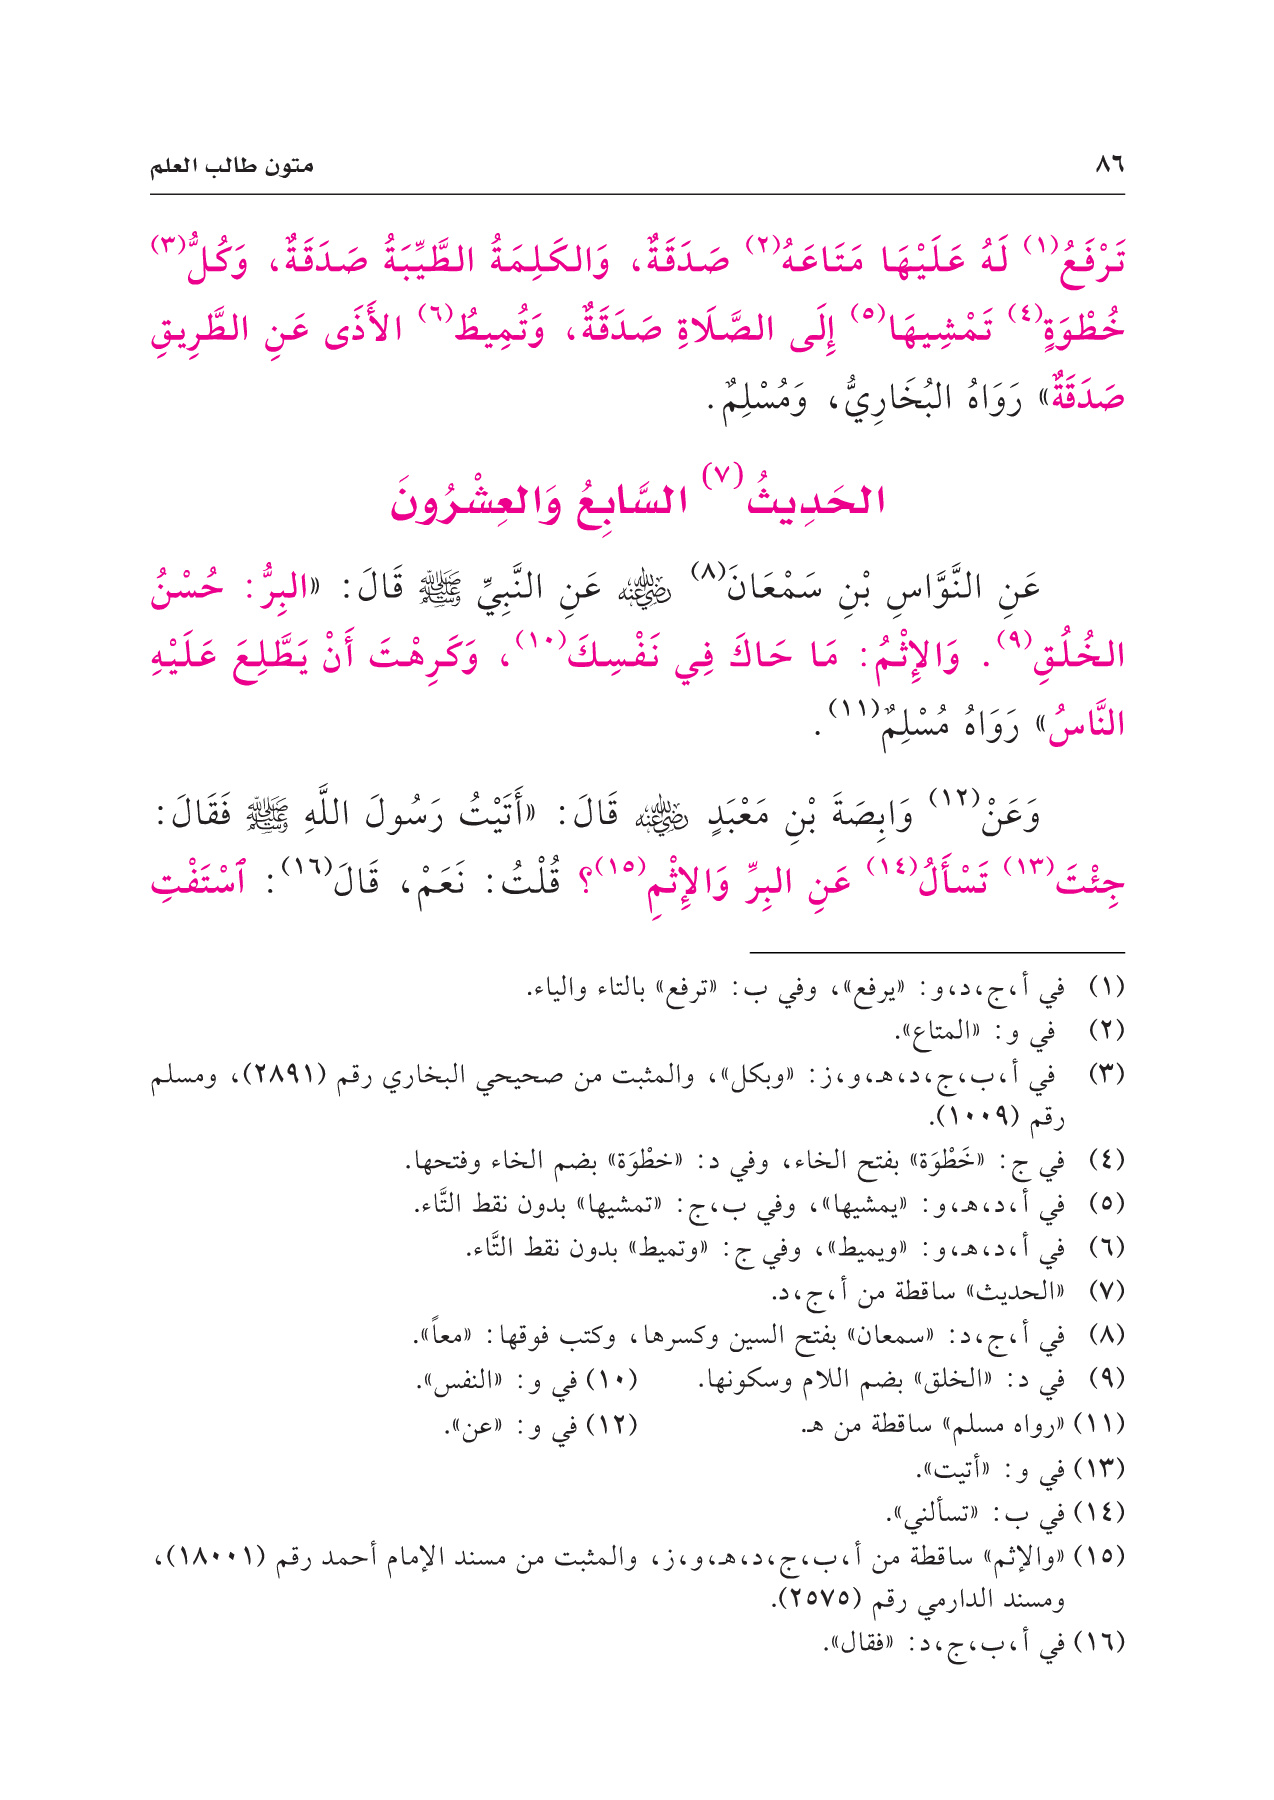 ٨٦ متون طالب العلم
تَرْفَعُ(١) لَهُ عَلَيْهَا مَتَاعَهُ(٢) صَدَقَةٌ، وَالكَلِمَةُ الطَّيِّبَةُ صَدَقَةٌ، وَكُلُّ(٣)
خُطْوَةٍ(٤) تَمْشِيهَا(٥) إِلَى الصَّلَاةِ صَدَقَةٌ، وَتُمِيطُ(٦) الأَذَى عَنِ الطَّرِيقِ
صَدَقَةٌ» رَوَاهُ البُخَارِيُّ، وَمُسْلِمٌ.
الحَدِيثُ(٧) السَّابِعُ وَالعِشْرُونَ
عَنِ النَّوَّاسِ بْنِ سَمْعَانَ(٨) رضي الله عنه عَنِ النَّبِيِّ ﷺ قَالَ: «البِرُّ: حُسْنُ
الخُلُقِ(٩). وَالإِثْمُ: مَا حَاكَ فِي نَفْسِكَ(١٠)، وَكَرِهْتَ أَنْ يَطَّلِعَ عَلَيْهِ
النَّاسُ» رَوَاهُ مُسْلِمٌ(١١).
وَعَنْ(١٢) وَابِصَةَ بْنِ مَعْبَدٍ رضي الله عنه قَالَ: «أَتَيْتُ رَسُولَ اللَّهِ ﷺ فَقَالَ:
جِئْتَ(١٣) تَسْأَلُ(١٤) عَنِ البِرِّ وَالإِثْمِ(١٥)؟ قُلْتُ: نَعَمْ، قَالَ(١٦): ٱسْتَفْتِ
(١) في أ،ج،د،و: «يرفع»، وفي ب: «ترفع» بالتاء والياء.
(٢) في و: «المتاع».
(٣) في أ،ب،ج،د،هـ،و،ز: «وبكل»، والمثبت من صحيحي البخاري رقم (٢٨٩١)، ومسلم
رقم (١٠٠٩).
(٤) في ج: «خَطْوَة» بفتح الخاء، وفي د: «خطْوَة» بضم الخاء وفتحها.
(٥) في أ،د،هـ،و: «يمشيها»، وفي ب،ج: «تمشيها» بدون نقط التَّاء.
(٦) في أ،د،هـ،و: «ويميط»، وفي ج: «وتميط» بدون نقط التَّاء.
(٧) «الحديث» ساقطة من أ،ج،د.
(٨) في أ،ج،د: «سمعان» بفتح السين وكسرها، وكتب فوقها: «معاً».
(٩) في د: «الخلق» بضم اللام وسكونها. (١٠) في و: «النفس».
(١١) «رواه مسلم» ساقطة من هـ. (١٢) في و: «عن».
(١٣) في و: «أتيت».
(١٤) في ب: «تسألني».
(١٥) «والإثم» ساقطة من أ،ب،ج،د،هـ،و،ز، والمثبت من مسند الإمام أحمد رقم (١٨٠٠١)،
ومسند الدارمي رقم (٢٥٧٥).
(١٦) في أ،ب،ج،د: «فقال».